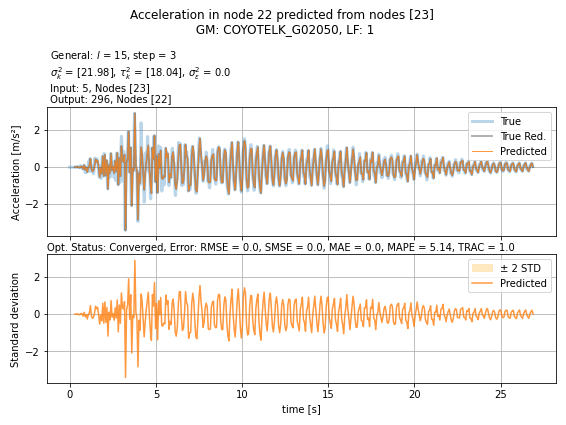 Acceleration in node 22 predicted from nodes [23]
GM: COYOTELK_G02050, LF: 1
General: l = 15, step = 3
σ²ₖ = [21.98], τ²ₖ = [18.04], σ²ε = 0.0
Input: 5, Nodes [23]
Output: 296, Nodes [22]
Acceleration [m/s²]
2
0
−2
True
True Red.
Predicted
Opt. Status: Converged, Error: RMSE = 0.0, SMSE = 0.0, MAE = 0.0, MAPE = 5.14, TRAC = 1.0
Standard deviation
2
0
−2
± 2 STD
Predicted
0 5 10 15 20 25
time [s]